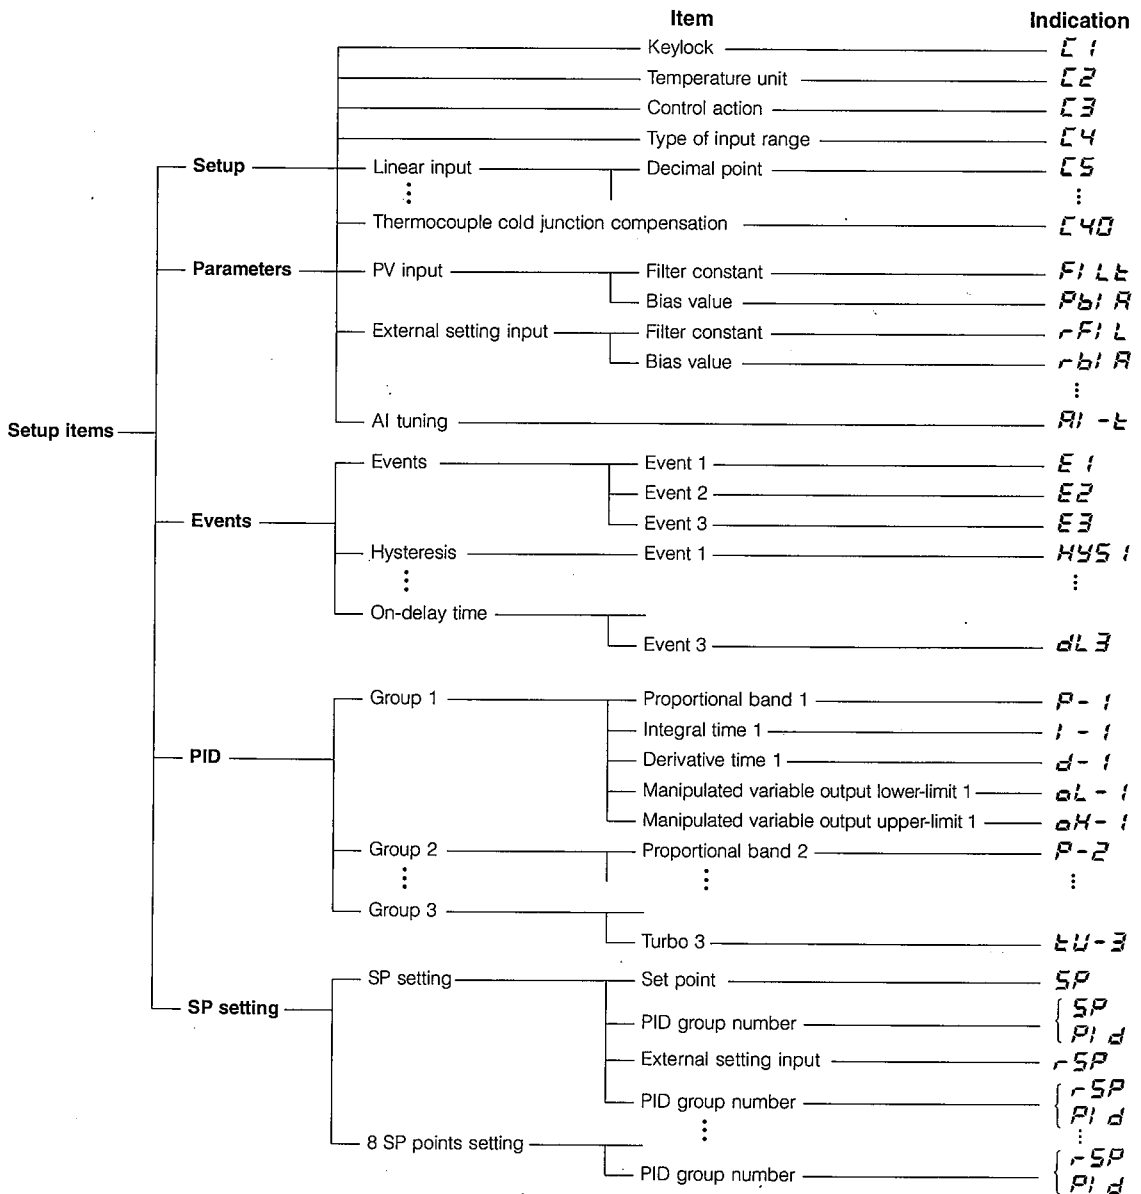 Item Indication
Keylock C1
Temperature unit C2
Control action C3
Type of input range C4
Setup Linear input Decimal point C5
Thermocouple cold junction compensation C40
Parameters PV input Filter constant FILt
Bias value PbIA
External setting input Filter constant rFIL
Bias value rbIA
Setup items AI tuning AI-t
Events Event 1 E1
Event 2 E2
Events Event 3 E3
Hysteresis Event 1 HYS1
On-delay time
Event 3 dL3
Group 1 Proportional band 1 P-1
Integral time 1 I-1
PID Derivative time 1 d-1
Manipulated variable output lower-limit 1 oL-1
Manipulated variable output upper-limit 1 oH-1
Group 2 Proportional band 2 P-2
Group 3
Turbo 3 tU-3
SP setting SP setting Set point SP
PID group number SP
PId
External setting input rSP
PID group number rSP
PId
8 SP points setting
PID group number rSP
PId